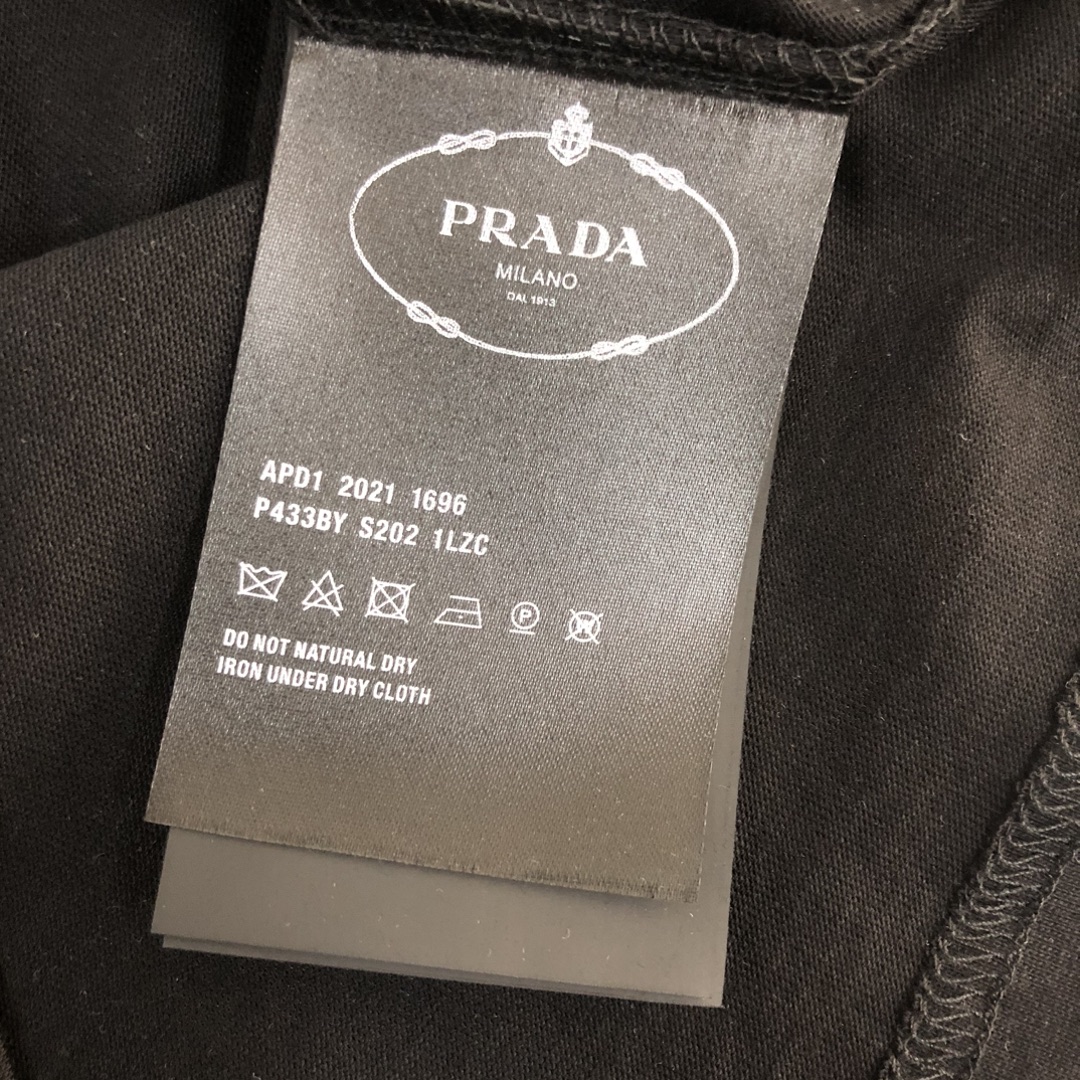 PRADA
MILANO
DAL 1913
APD1 2021 1696
P433BY S202 1LZC
P W
DO NOT NATURAL DRY
IRON UNDER DRY CLOTH